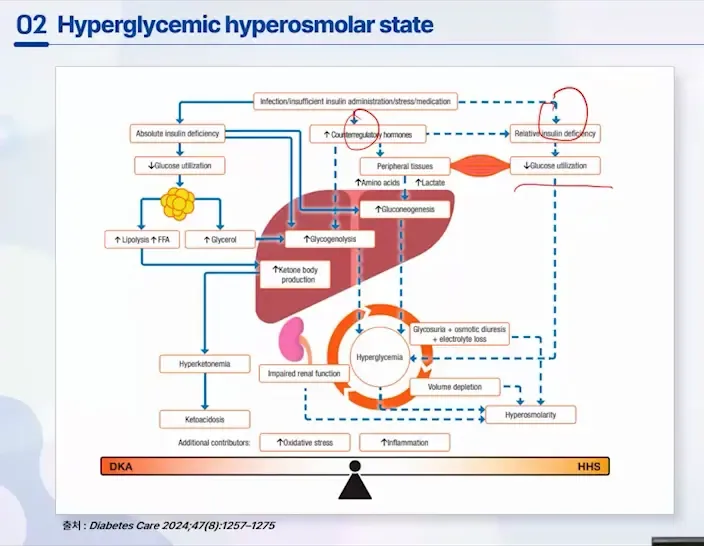 02 Hyperglycemic hyperosmolar state
Infection/insufficient insulin administration/stress/medication
Absolute insulin deficiency
↑ Counterregulatory hormones
Relative insulin deficiency
↓Glucose utilization
Peripheral tissues
↓Glucose utilization
↑Amino acids ↑Lactate
↑Gluconeogenesis
↑ Lipolysis ↑ FFA
↑ Glycerol
↑Glycogenolysis
↑Ketone body
production
Glycosuria + osmotic diuresis
+ electrolyte loss
Hyperglycemia
Hyperketonemia
Impaired renal function
Volume depletion
Hyperosmolarity
Ketoacidosis
Additional contributors:
↑Oxidative stress
↑Inflammation
DKA
HHS
출처 : Diabetes Care 2024;47(8):1257–1275